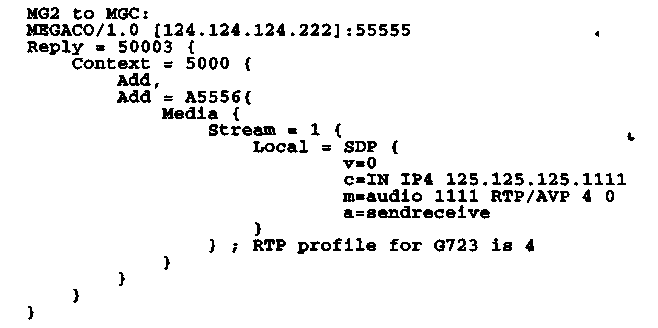 MG2 to MGC:
MEGACO/1.0 [124.124.124.222]:55555
Reply = 50003 {
Context = 5000 {
Add,
Add = A5556{
Media {
Stream = 1 {
Local = SDP {
v=0
c=IN IP4 125.125.125.1111
m=audio 1111 RTP/AVP 4 0
a=sendreceive
}
} ; RTP profile for G723 is 4
}
}
}
}